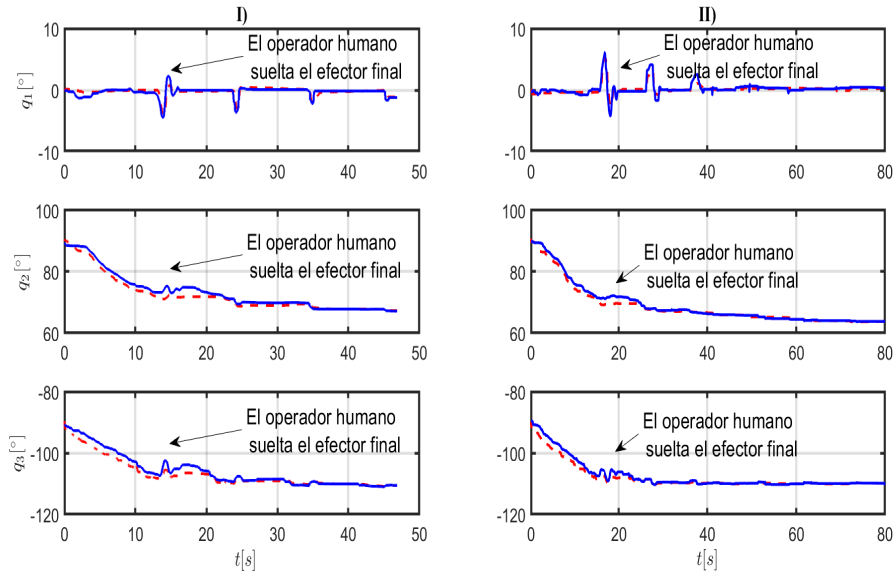 I)
10
0
-10
q1[°]
El operador humano
suelta el efector final
0 10 20 30 40 50
100
80
60
q2[°]
El operador humano
suelta el efector final
0 10 20 30 40 50
-80
-100
-120
q3[°]
El operador humano
suelta el efector final
0 10 20 30 40 50
t[s]
II)
10
0
-10
El operador humano
suelta el efector final
0 20 40 60 80
100
80
60
El operador humano
suelta el efector final
0 20 40 60 80
-80
-100
-120
El operador humano
suelta el efector final
0 20 40 60 80
t[s]